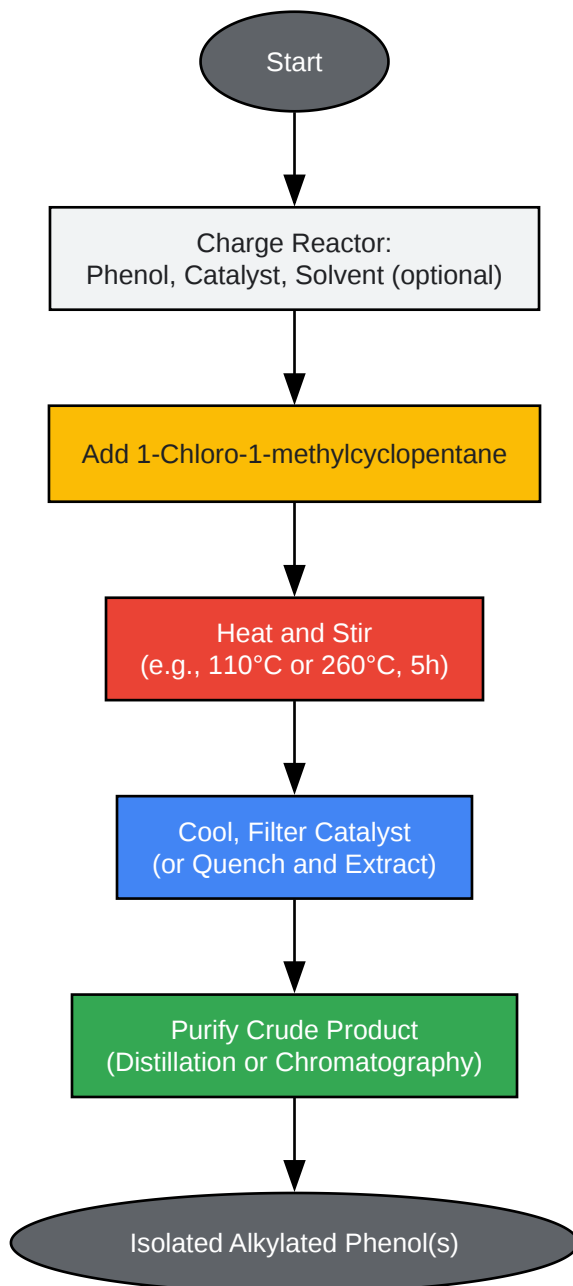 Start
Charge Reactor:
Phenol, Catalyst, Solvent (optional)
Add 1-Chloro-1-methylcyclopentane
Heat and Stir
(e.g., 110°C or 260°C, 5h)
Cool, Filter Catalyst
(or Quench and Extract)
Purify Crude Product
(Distillation or Chromatography)
Isolated Alkylated Phenol(s)